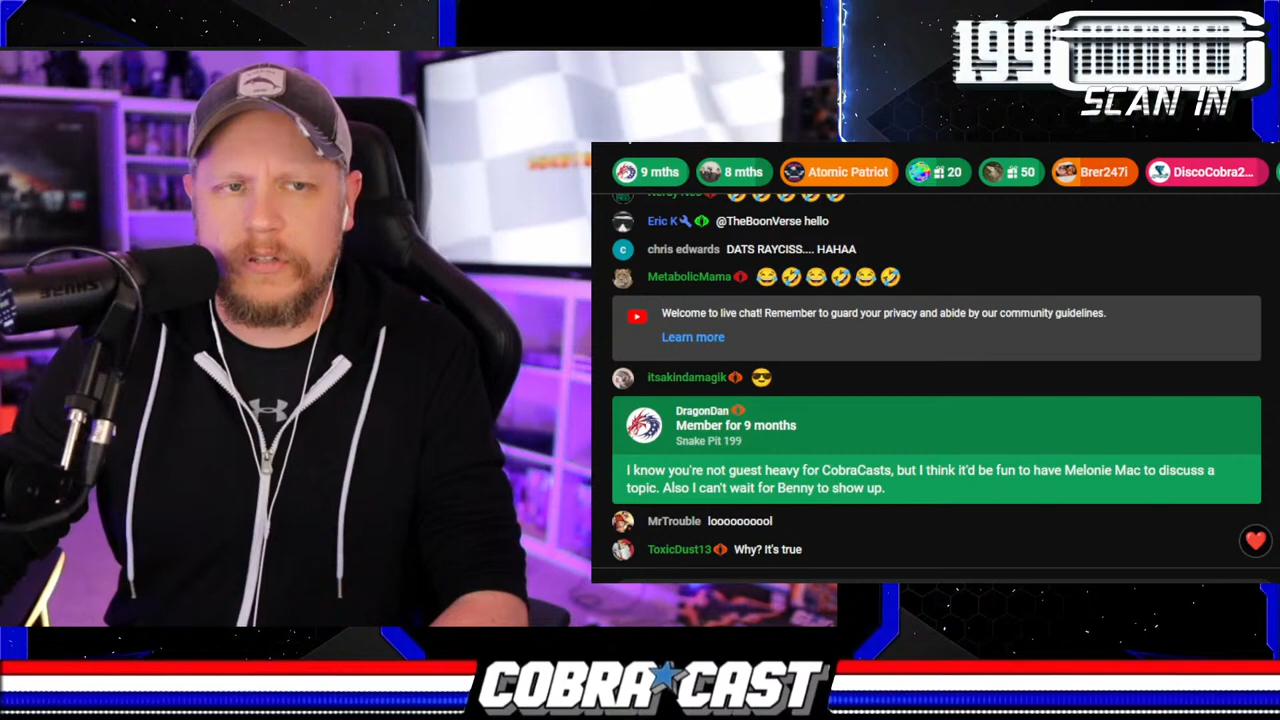 199
SCAN IN
9 mths
8 mths
Atomic Patriot
20
50
Brer247i
DiscoCobra2...
Eric K @TheBoonVerse hello
chris edwards DATS RAYCISS.... HAHAA
MetabolicMama 😂🤣😂🤣😂🤣
Welcome to live chat! Remember to guard your privacy and abide by our community guidelines.
Learn more
itsakindamagik 😎
DragonDan
Member for 9 months
Snake Pit 199
I know you're not guest heavy for CobraCasts, but I think it'd be fun to have Melonie Mac to discuss a
topic. Also I can't wait for Benny to show up.
MrTrouble loooooooool
ToxicDust13 Why? It's true
SHURE
COBRA CAST